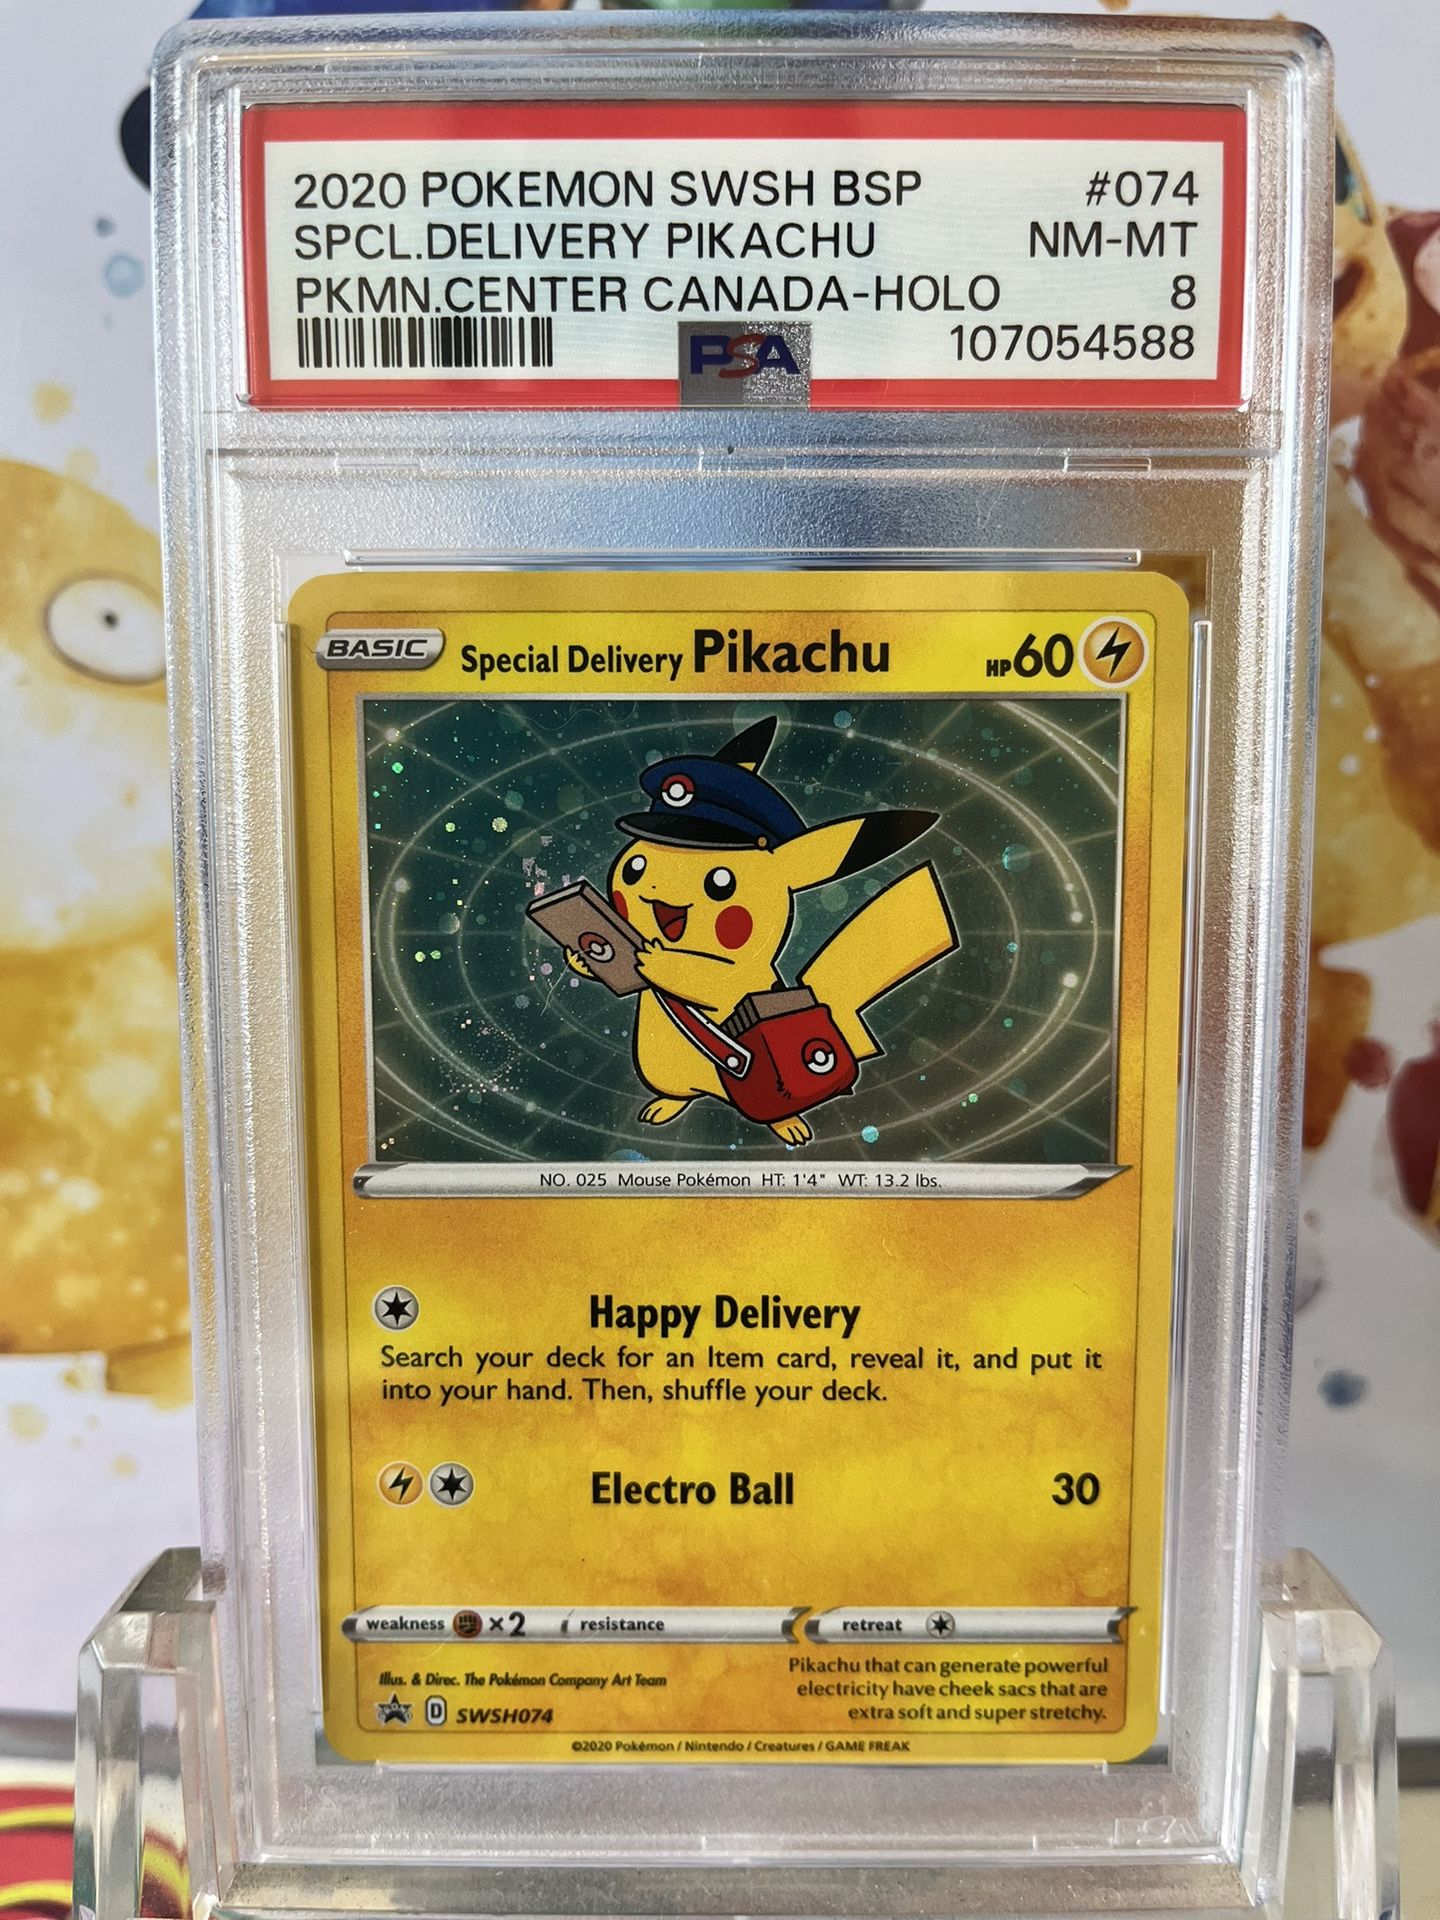 2020 POKEMON SWSH BSP #074
SPCL.DELIVERY PIKACHU NM-MT
PKMN.CENTER CANADA-HOLO 8
PSA 107054588
BASIC Special Delivery Pikachu HP60
NO. 025 Mouse Pokémon HT: 1'4" WT: 13.2 lbs.
Happy Delivery
Search your deck for an Item card, reveal it, and put it
into your hand. Then, shuffle your deck.
Electro Ball 30
weakness ×2 resistance retreat
Illus. & Direc. The Pokémon Company Art Team
D SWSH074
Pikachu that can generate powerful
electricity have cheek sacs that are
extra soft and super stretchy.
©2020 Pokémon / Nintendo / Creatures / GAME FREAK
PSA